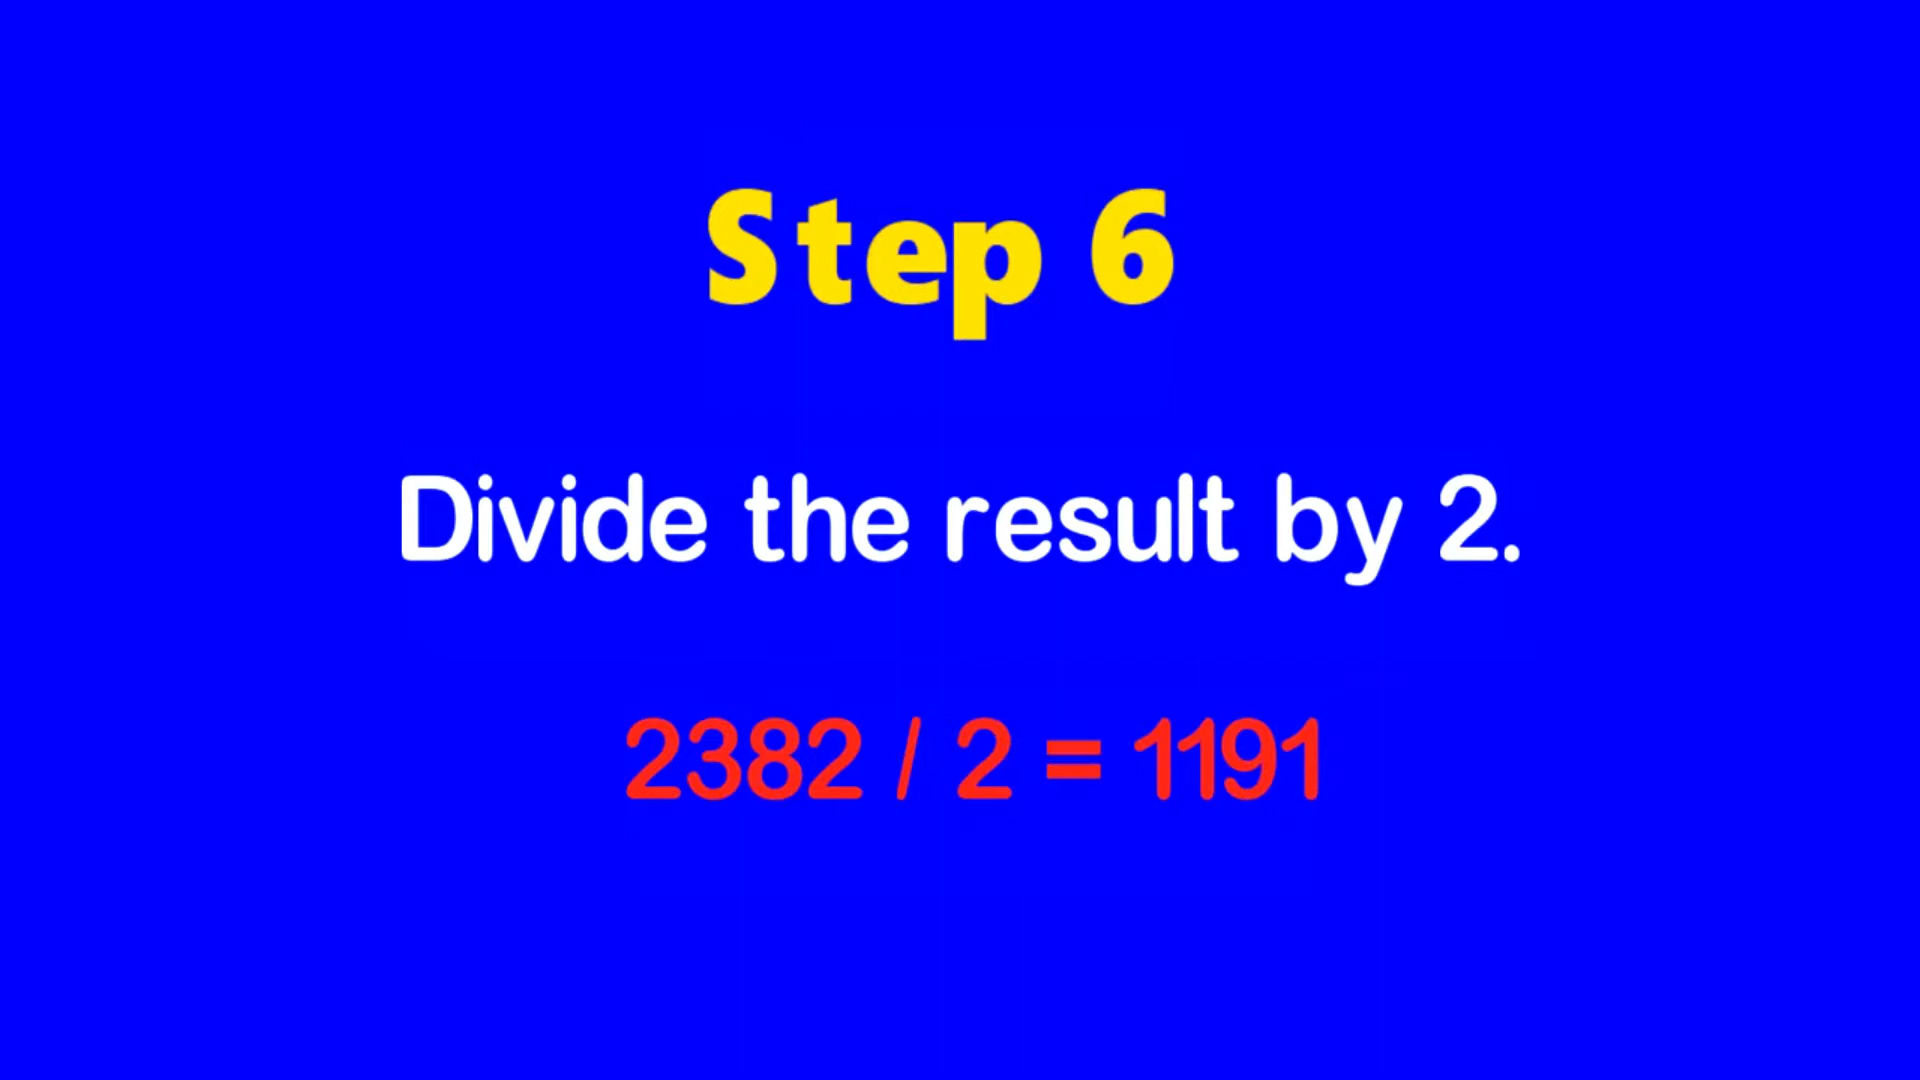 Step 6
Divide the result by 2.
2382 / 2 = 1191